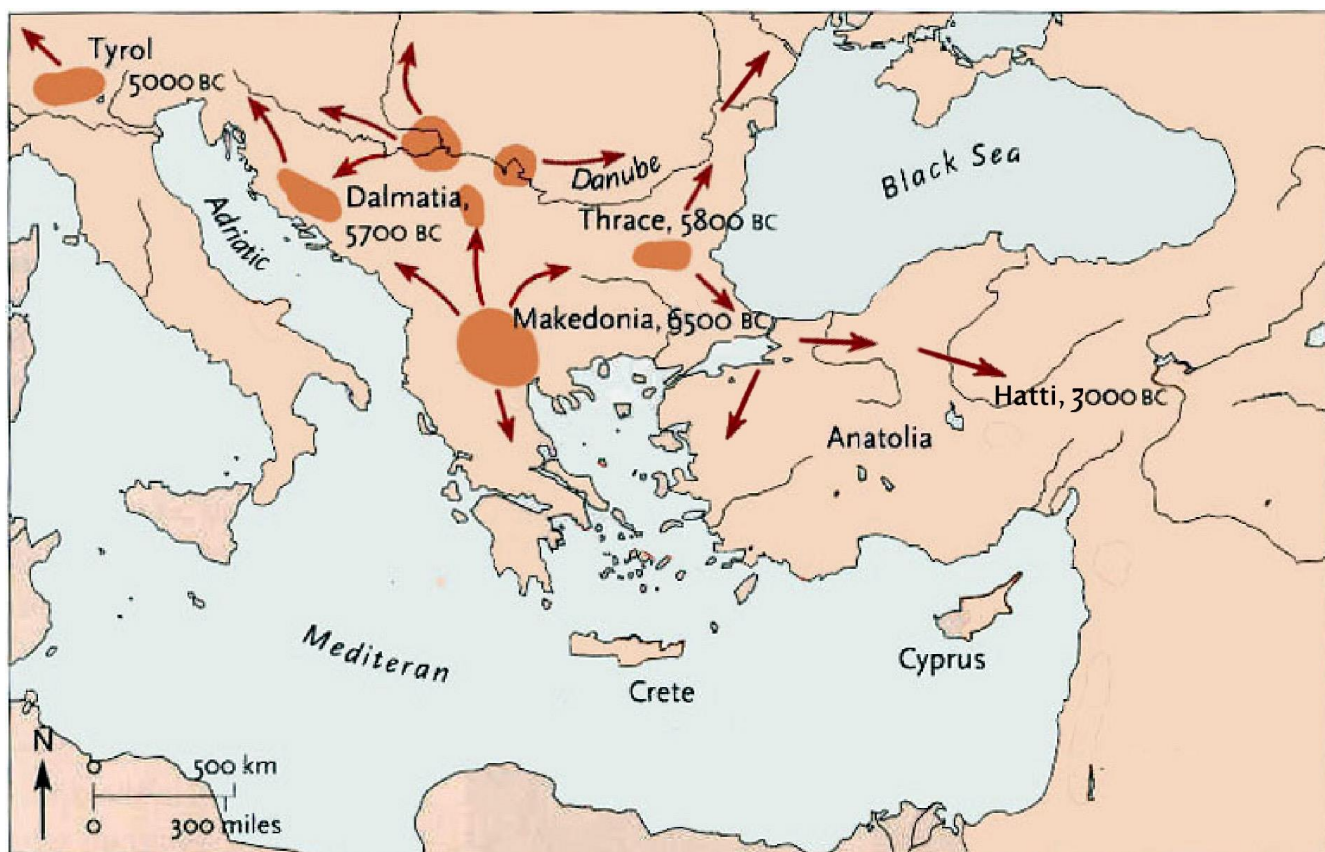 Tyrol
5000 BC
Black Sea
Danube
Dalmatia,
5700 BC
Thrace, 5800 BC
Adriatic
Makedonia, 6500 BC
Hatti, 3000 BC
Anatolia
Mediteran
Cyprus
Crete
N
0 500 km
0 300 miles